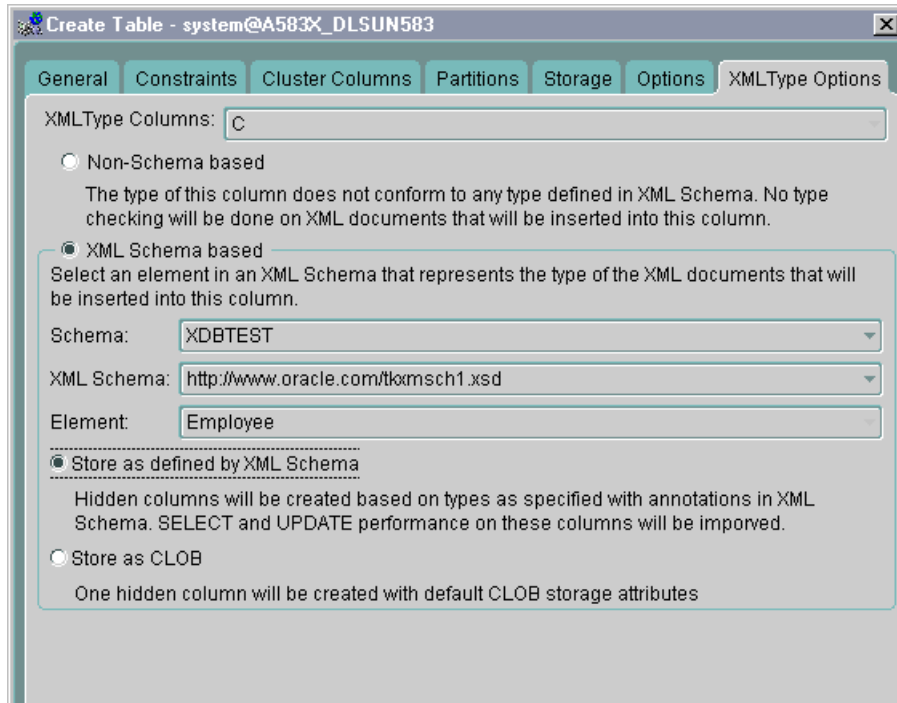 Create Table - system@A583X_DLSUN583
General Constraints Cluster Columns Partitions Storage Options XMLType Options
XMLType Columns: C
Non-Schema based
The type of this column does not conform to any type defined in XML Schema. No type
checking will be done on XML documents that will be inserted into this column.
XML Schema based
Select an element in an XML Schema that represents the type of the XML documents that will
be inserted into this column.
Schema: XDBTEST
XML Schema: http://www.oracle.com/tkxmsch1.xsd
Element: Employee
Store as defined by XML Schema
Hidden columns will be created based on types as specified with annotations in XML
Schema. SELECT and UPDATE performance on these columns will be imporved.
Store as CLOB
One hidden column will be created with default CLOB storage attributes